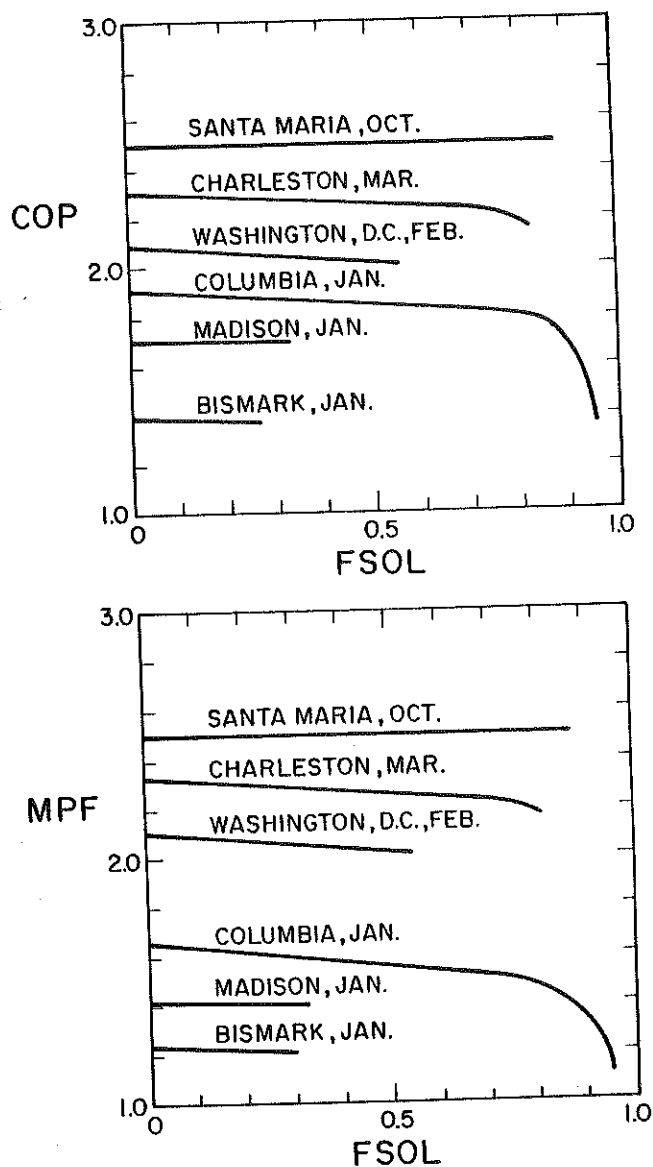 3.0
SANTA MARIA, OCT.
CHARLESTON, MAR.
COP
WASHINGTON, D.C., FEB.
2.0
COLUMBIA, JAN.
MADISON, JAN.
BISMARK, JAN.
1.0
0 0.5 1.0
FSOL
3.0
SANTA MARIA, OCT.
CHARLESTON, MAR.
MPF
WASHINGTON, D.C., FEB.
2.0
COLUMBIA, JAN.
MADISON, JAN.
BISMARK, JAN.
1.0
0 0.5 1.0
FSOL